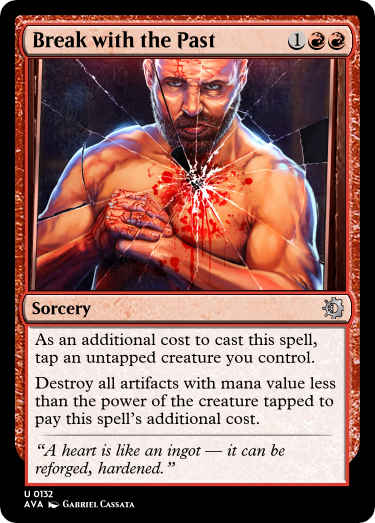 Break with the Past 1
Sorcery
As an additional cost to cast this spell,
tap an untapped creature you control.
Destroy all artifacts with mana value less
than the power of the creature tapped to
pay this spell's additional cost.
“A heart is like an ingot — it can be
reforged, hardened.”
U 0132
AVA Gabriel Cassata